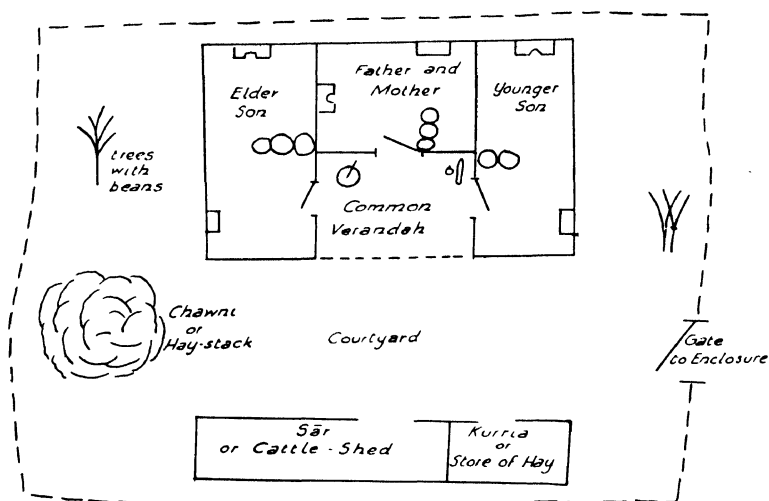 Elder
Son
Father and
Mother
Younger
Son
trees
with
beans
Common
Verandah
Chawni
or
Hay-stack
Courtyard
Gate
to Enclosure
Sār
or Cattle-Shed
Kurria
or
Store of Hay